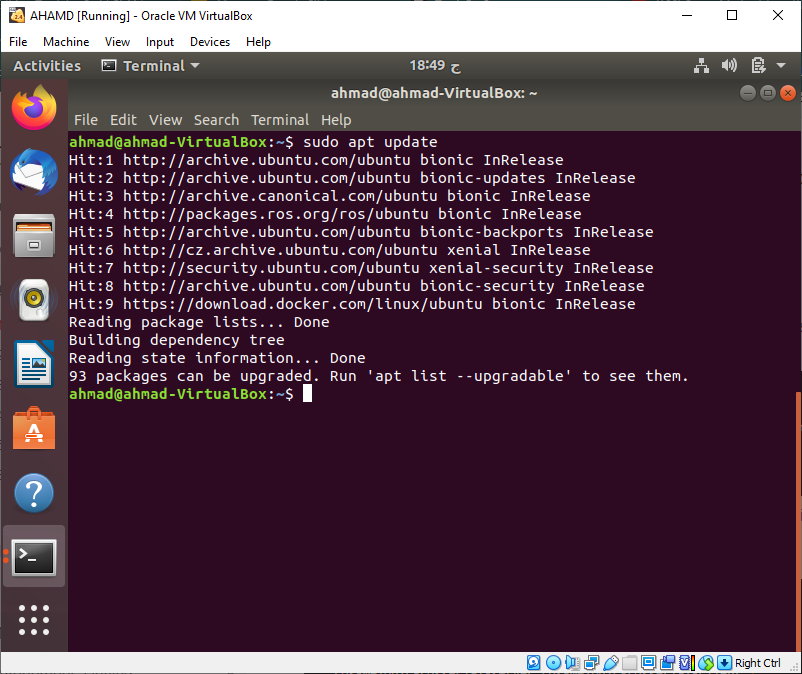 AHAMD [Running] - Oracle VM VirtualBox
File Machine View Input Devices Help
Activities Terminal 18:49 ح
ahmad@ahmad-VirtualBox: ~
File Edit View Search Terminal Help
ahmad@ahmad-VirtualBox:~$ sudo apt update
Hit:1 http://archive.ubuntu.com/ubuntu bionic InRelease
Hit:2 http://archive.ubuntu.com/ubuntu bionic-updates InRelease
Hit:3 http://archive.canonical.com/ubuntu bionic InRelease
Hit:4 http://packages.ros.org/ros/ubuntu bionic InRelease
Hit:5 http://archive.ubuntu.com/ubuntu bionic-backports InRelease
Hit:6 http://cz.archive.ubuntu.com/ubuntu xenial InRelease
Hit:7 http://security.ubuntu.com/ubuntu xenial-security InRelease
Hit:8 http://archive.ubuntu.com/ubuntu bionic-security InRelease
Hit:9 https://download.docker.com/linux/ubuntu bionic InRelease
Reading package lists... Done
Building dependency tree
Reading state information... Done
93 packages can be upgraded. Run 'apt list --upgradable' to see them.
ahmad@ahmad-VirtualBox:~$
Right Ctrl